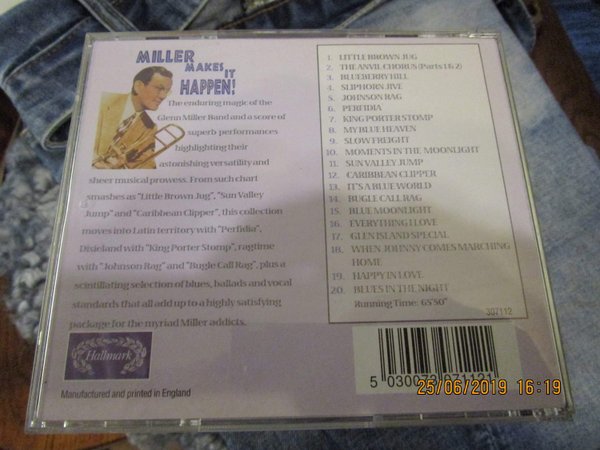 MILLER
MAKES
IT
HAPPEN!
The enduring magic of the
Glenn Miller Band and a score of
superb performances
highlighting their
astonishing versatility and
sheer musical prowess. From such chart
smashes as "Little Brown Jug", "Sun Valley
Jump" and "Caribbean Clipper", this collection
moves into Latin territory with "Perfidia",
Dixieland with "King Porter Stomp", ragtime
with "Johnson Rag" and "Bugle Call Rag", plus a
scintillating selection of blues, ballads and vocal
standards that all add up to a highly satisfying
package for the myriad Miller addicts.
Hallmark
Manufactured and printed in England
1. LITTLE BROWN JUG
2. THE ANVIL CHORUS (Parts 1 & 2)
3. BLUEBERRY HILL
4. SLIPHORN JIVE
5. JOHNSON RAG
6. PERFIDIA
7. KING PORTER STOMP
8. MY BLUE HEAVEN
9. SLOW FREIGHT
10. MOMENTS IN THE MOONLIGHT
11. SUN VALLEY JUMP
12. CARIBBEAN CLIPPER
13. IT'S A BLUE WORLD
14. BUGLE CALL RAG
15. BLUE MOONLIGHT
16. EVERYTHING I LOVE
17. GLEN ISLAND SPECIAL
18. WHEN JOHNNY COMES MARCHING
HOME
19. HAPPY IN LOVE
20. BLUES IN THE NIGHT
Running Time: 65'50"
307112
5 030073 071121
25/06/2019 16:19